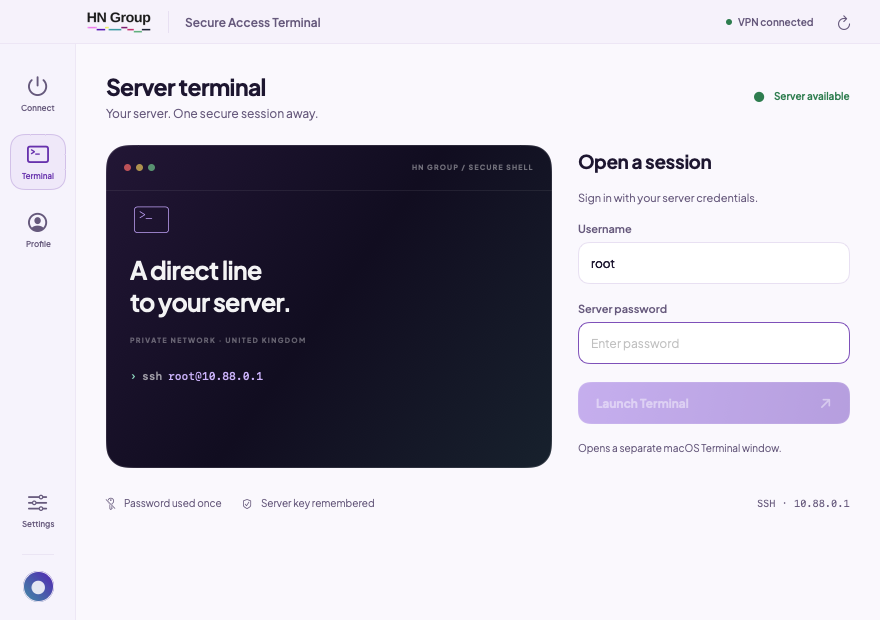 HN Group
Secure Access Terminal
VPN connected
Connect
Terminal
Profile
Settings
Server terminal
Your server. One secure session away.
Server available
HN GROUP / SECURE SHELL
>_
A direct line
to your server.
PRIVATE NETWORK · UNITED KINGDOM
› ssh root@10.88.0.1
Open a session
Sign in with your server credentials.
Username
root
Server password
Enter password
Launch Terminal
Opens a separate macOS Terminal window.
Password used once
Server key remembered
SSH · 10.88.0.1